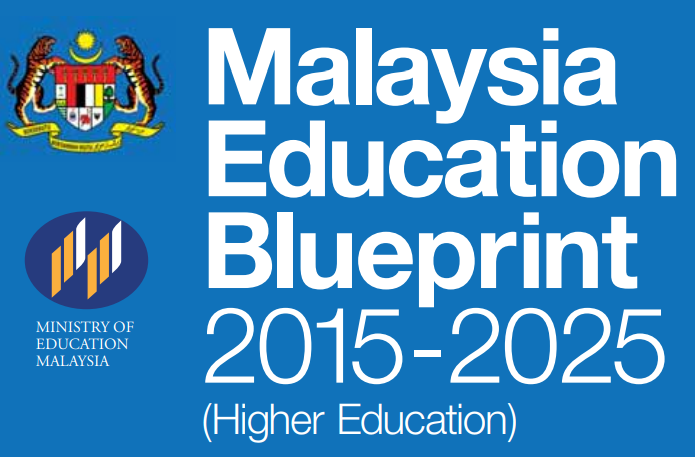 Malaysia
Education
Blueprint
2015-2025
(Higher Education)
MINISTRY OF
EDUCATION
MALAYSIA